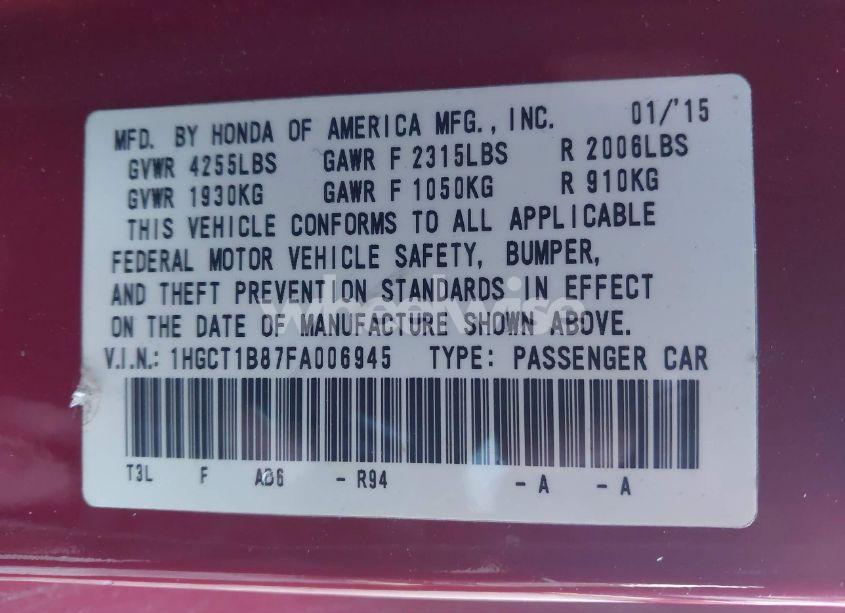 MFD. BY HONDA OF AMERICA MFG., INC. 01/'15
GVWR 4255LBS GAWR F 2315LBS R 2006LBS
GVWR 1930KG GAWR F 1050KG R 910KG
THIS VEHICLE CONFORMS TO ALL APPLICABLE
FEDERAL MOTOR VEHICLE SAFETY, BUMPER,
AND THEFT PREVENTION STANDARDS IN EFFECT
wheelwise
ON THE DATE OF MANUFACTURE SHOWN ABOVE.
V.I.N.: 1HGCT1B87FA006945 TYPE: PASSENGER CAR
T3L F AB6 - R94 - A - A